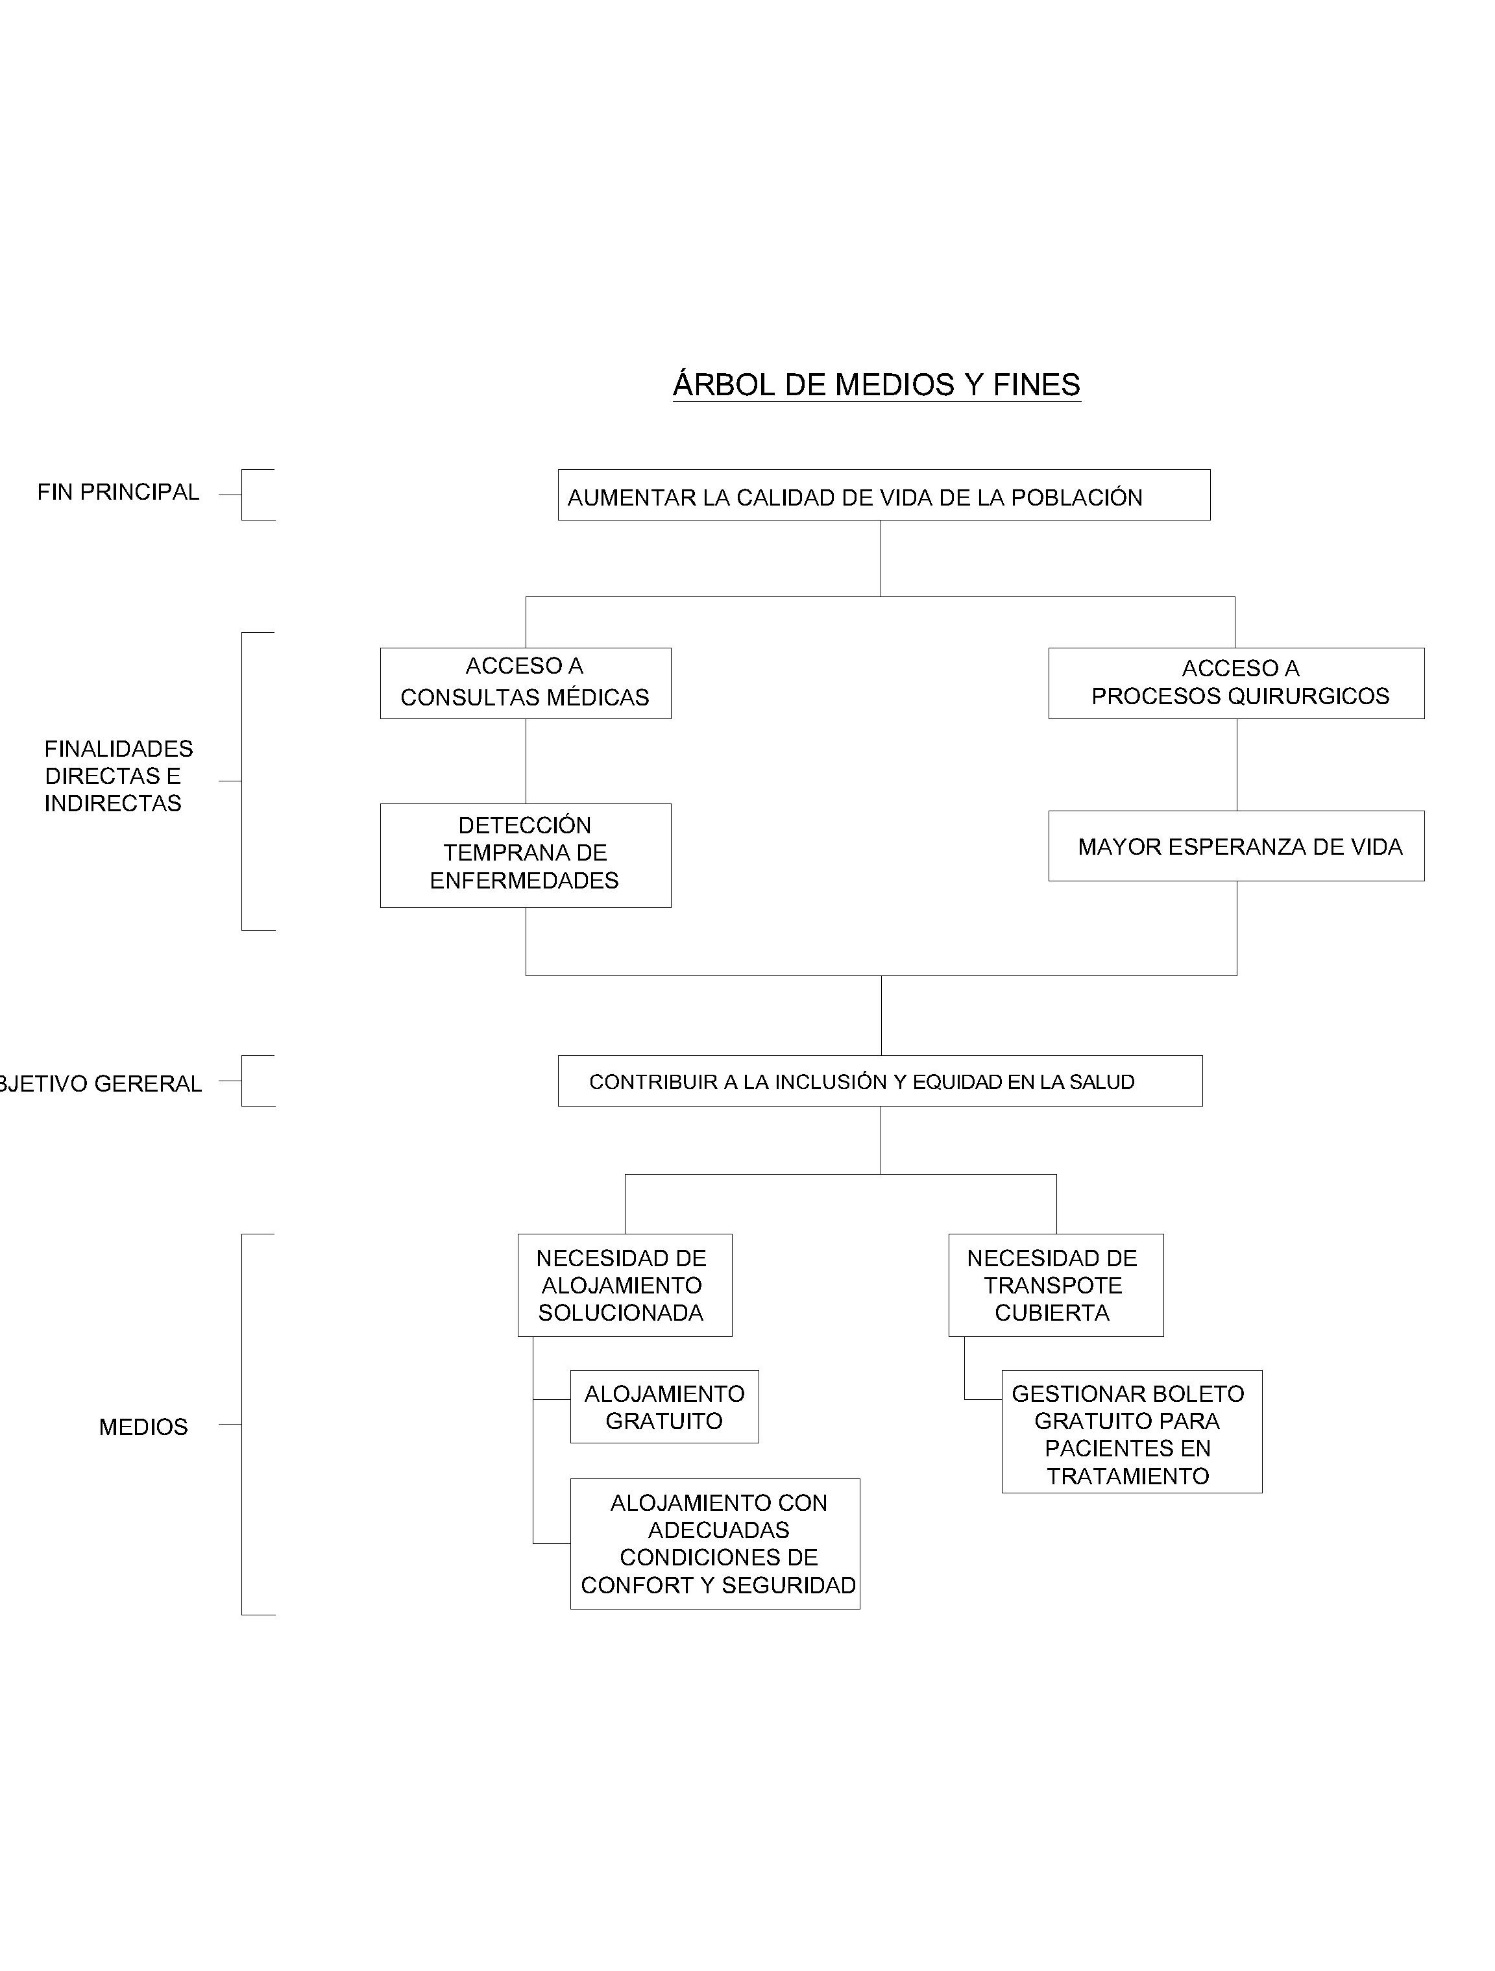 ÁRBOL DE MEDIOS Y FINES
FIN PRINCIPAL
AUMENTAR LA CALIDAD DE VIDA DE LA POBLACIÓN
FINALIDADES
DIRECTAS E
INDIRECTAS
ACCESO A
CONSULTAS MÉDICAS
ACCESO A
PROCESOS QUIRURGICOS
DETECCIÓN
TEMPRANA DE
ENFERMEDADES
MAYOR ESPERANZA DE VIDA
BJETIVO GERERAL
CONTRIBUIR A LA INCLUSIÓN Y EQUIDAD EN LA SALUD
MEDIOS
NECESIDAD DE
ALOJAMIENTO
SOLUCIONADA
ALOJAMIENTO
GRATUITO
ALOJAMIENTO CON
ADECUADAS
CONDICIONES DE
CONFORT Y SEGURIDAD
NECESIDAD DE
TRANSPOTE
CUBIERTA
GESTIONAR BOLETO
GRATUITO PARA
PACIENTES EN
TRATAMIENTO